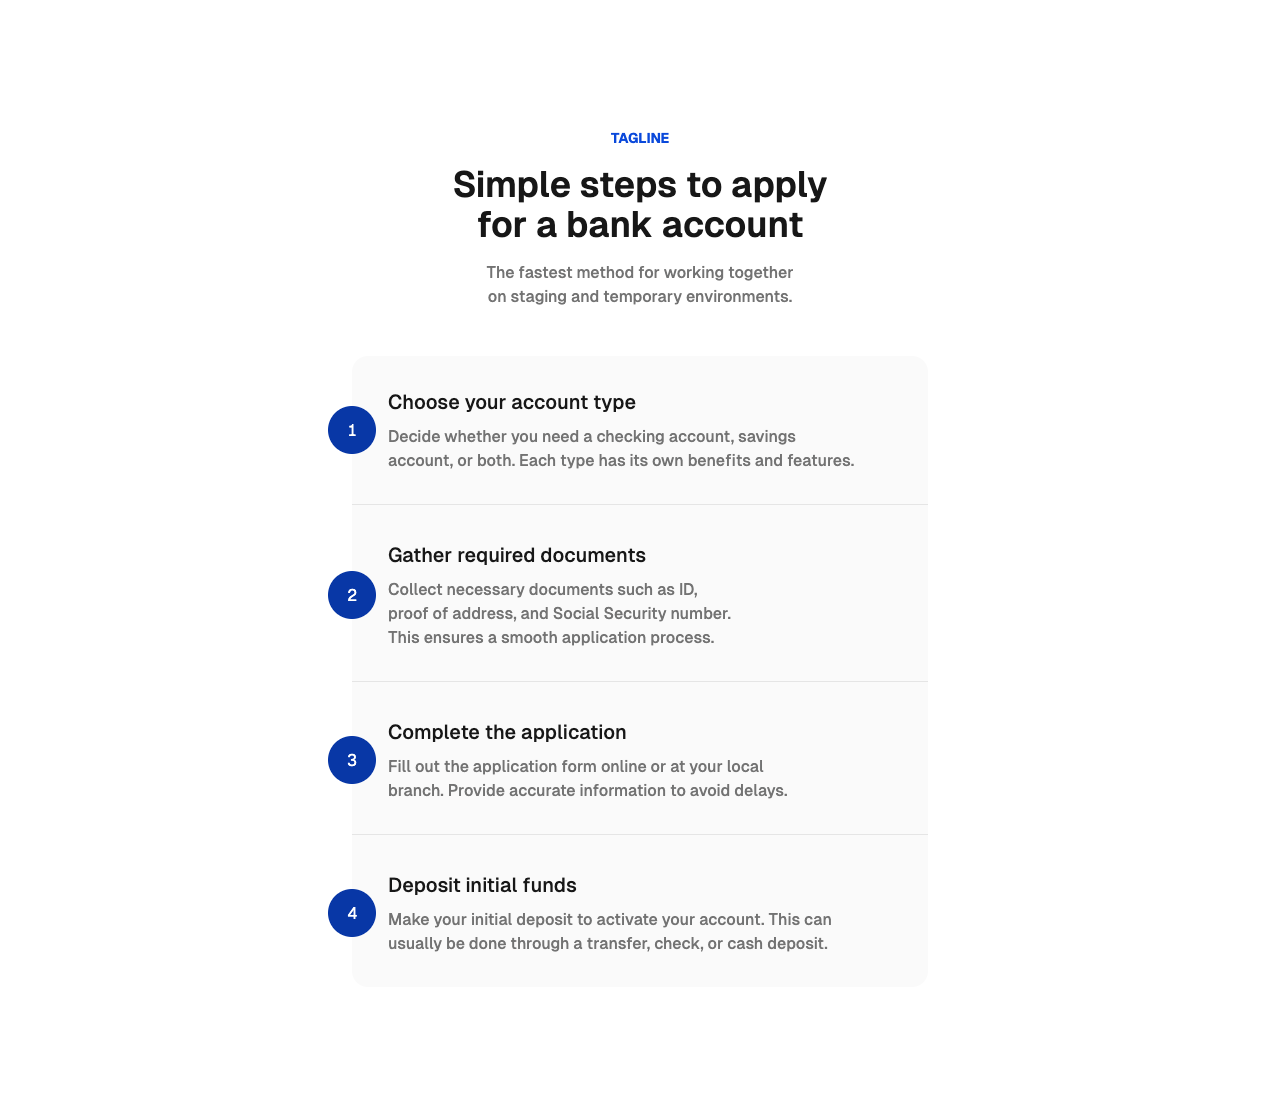 TAGLINE
Simple steps to apply
for a bank account
The fastest method for working together
on staging and temporary environments.
1
Choose your account type
Decide whether you need a checking account, savings
account, or both. Each type has its own benefits and features.
2
Gather required documents
Collect necessary documents such as ID,
proof of address, and Social Security number.
This ensures a smooth application process.
3
Complete the application
Fill out the application form online or at your local
branch. Provide accurate information to avoid delays.
4
Deposit initial funds
Make your initial deposit to activate your account. This can
usually be done through a transfer, check, or cash deposit.